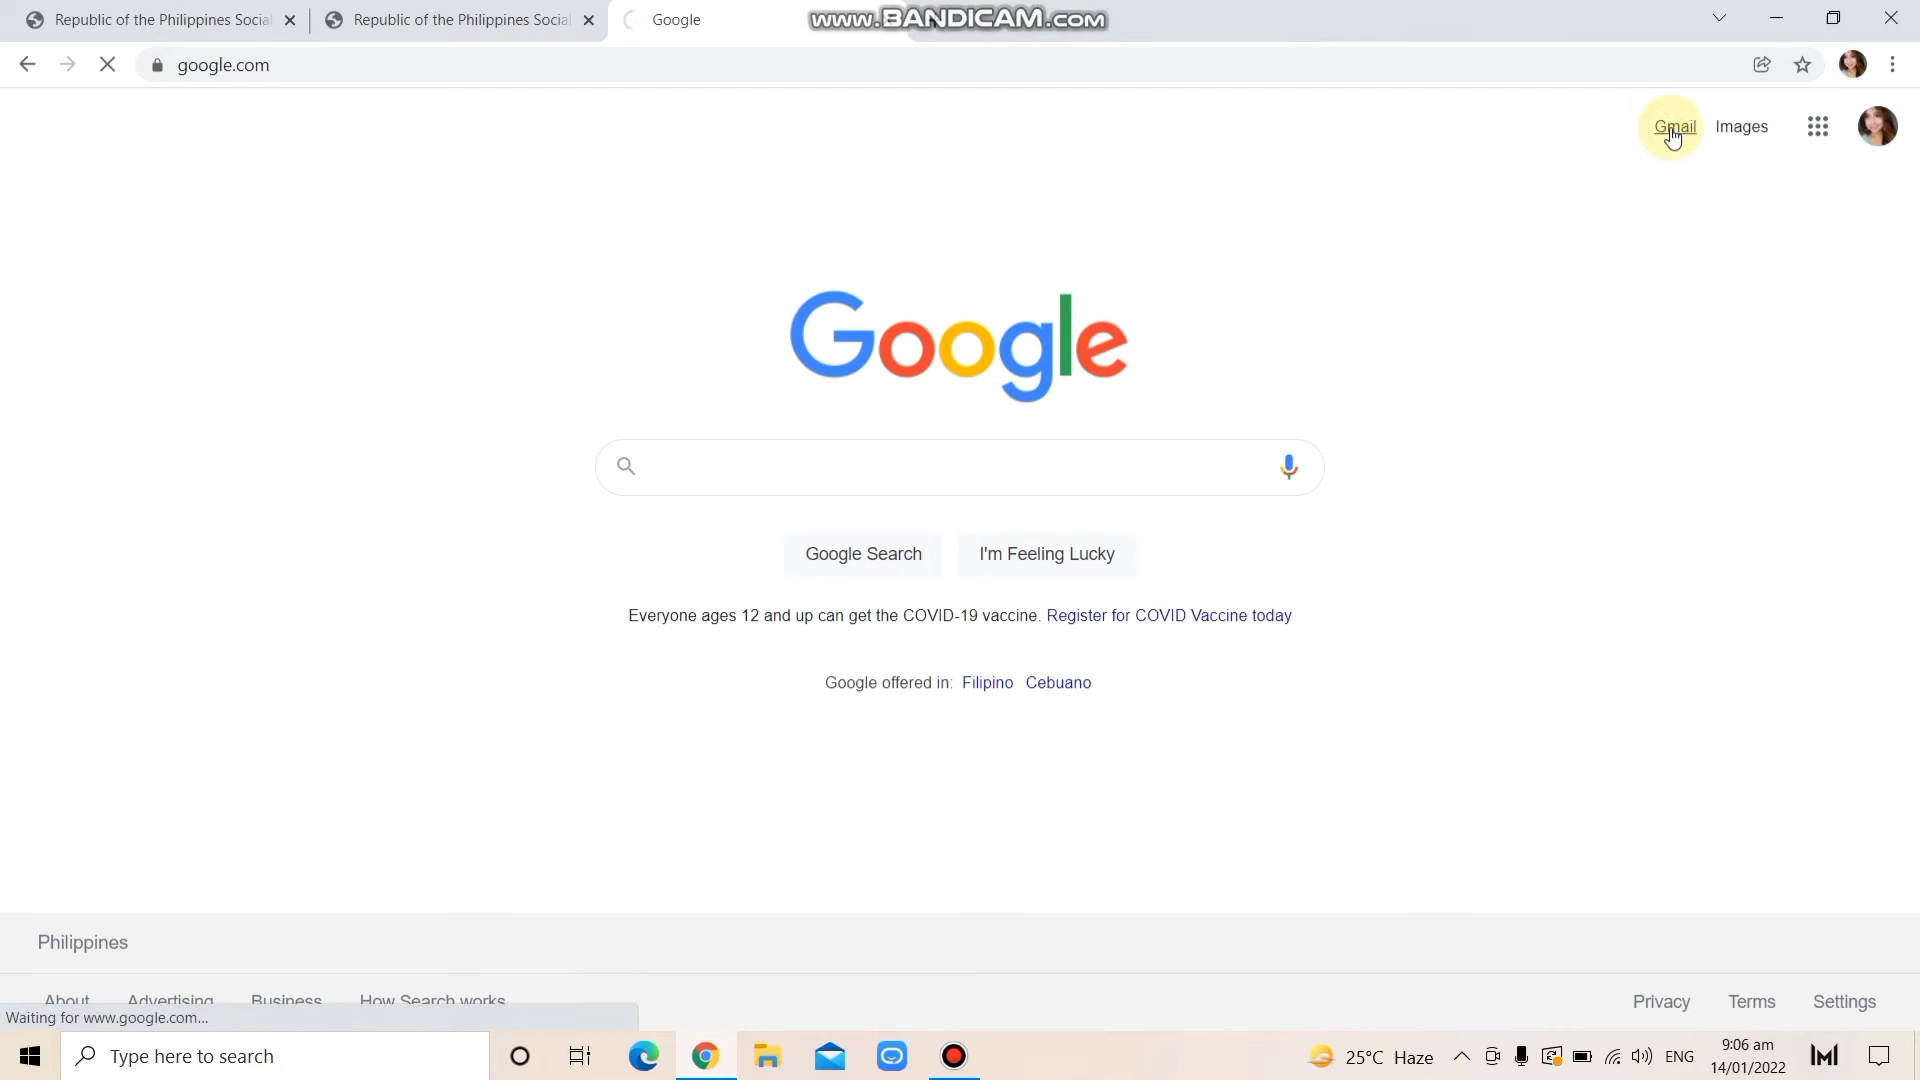 Republic of the Philippines Social
Republic of the Philippines Social
Google
www.BANDICAM.com
google.com
Gmail
Images
Google
Google Search
I'm Feeling Lucky
Everyone ages 12 and up can get the COVID-19 vaccine. Register for COVID Vaccine today
Google offered in: Filipino Cebuano
Philippines
About
Advertising
Business
How Search works
Privacy
Terms
Settings
Waiting for www.google.com...
Type here to search
25°C Haze
ENG
9:06 am
14/01/2022